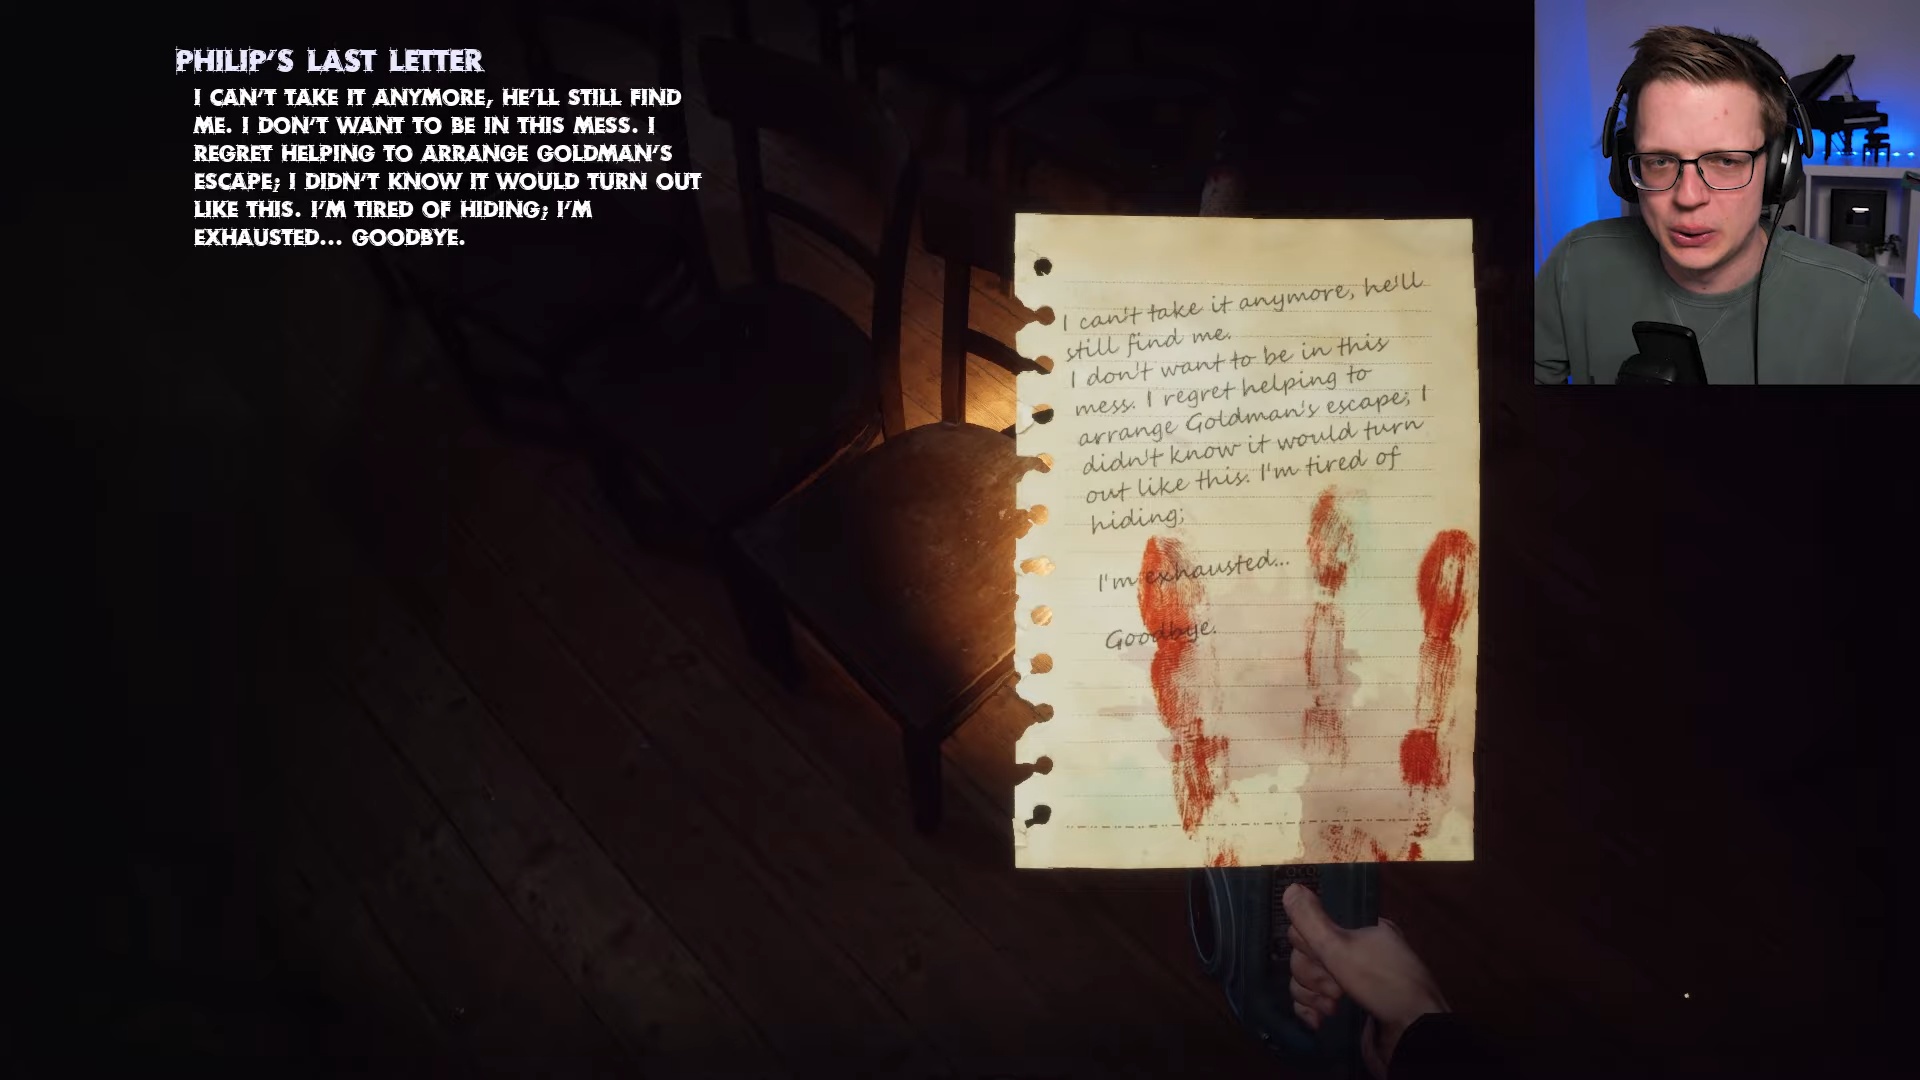 PHILIP'S LAST LETTER
I CAN'T TAKE IT ANYMORE, HE'LL STILL FIND
ME. I DON'T WANT TO BE IN THIS MESS. I
REGRET HELPING TO ARRANGE GOLDMAN'S
ESCAPE; I DIDN'T KNOW IT WOULD TURN OUT
LIKE THIS. I'M TIRED OF HIDING; I'M
EXHAUSTED... GOODBYE.
I can't take it anymore, he'll
still find me.
I don't want to be in this
mess. I regret helping to
arrange Goldman's escape; I
didn't know it would turn
out like this. I'm tired of
hiding;
I'm exhausted...
Goodbye.